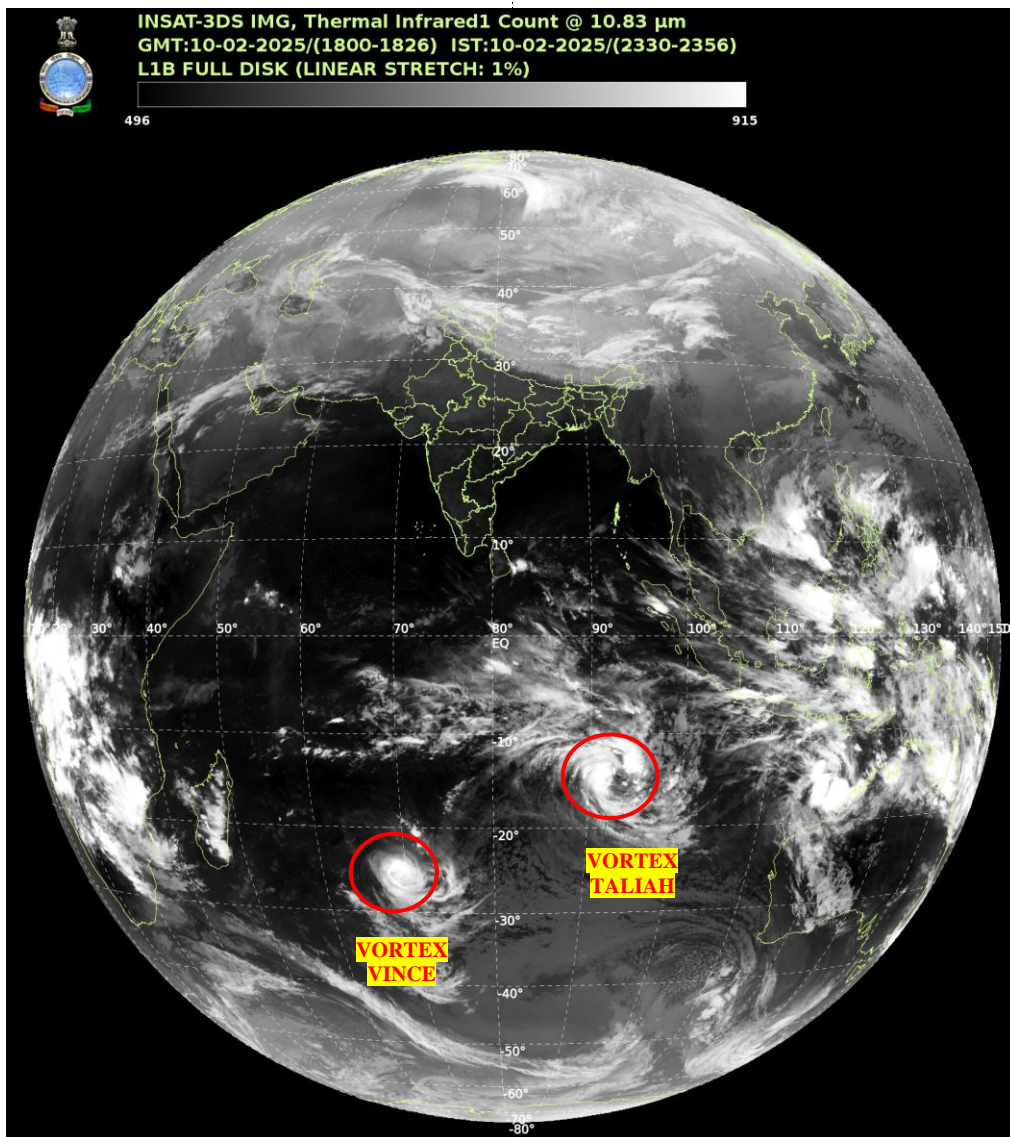 INSAT-3DS IMG, Thermal Infrared1 Count @ 10.83 µm
GMT:10-02-2025/(1800-1826) IST:10-02-2025/(2330-2356)
L1B FULL DISK (LINEAR STRETCH: 1%)
496 915
80°
70°
60°
50°
40°
30°
20°
10°
20° 30° 40° 50° 60° 70° 80° 90° 100° 110° 120° 130° 140°
EQ
-10°
-20°
VORTEX
TALIAH
-30°
VORTEX
VINCE
-40°
-50°
-60°
-70°
-80°